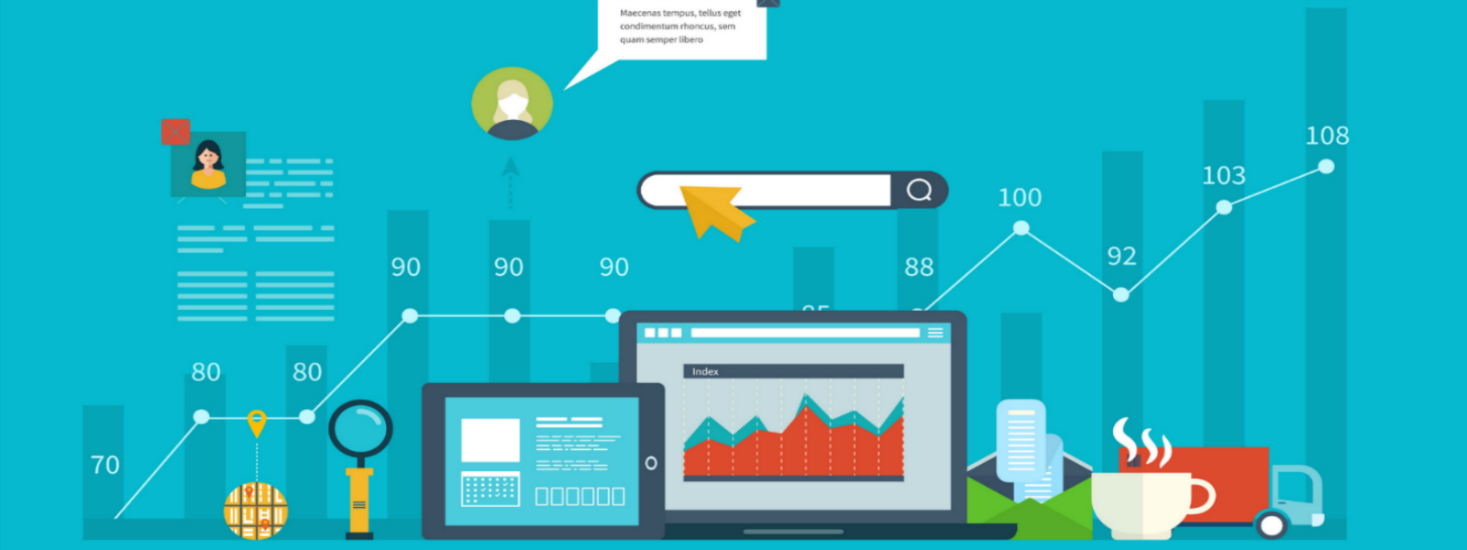 Maecenas tempus, tellus eget
condimentum rhoncus, sem
quam semper libero
108
103
100
92
90
90
90
88
80
80
70
Index